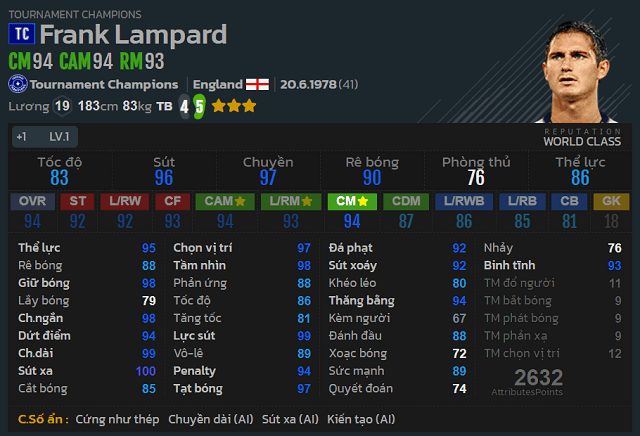 TOURNAMENT CHAMPIONS
TC Frank Lampard
CM94 CAM94 RM93
Tournament Champions England 20.6.1978(41)
Lương 19 183cm 83kg TB 4 5
REPUTATION
WORLD CLASS
+1 LV.1
Tốc độ Sút Chuyền Rê bóng Phòng thủ Thể lực
83 96 97 90 76 86
OVR ST L/RW CF CAM L/RM CM CDM L/RWB L/RB CB GK
94 92 92 93 94 93 94 87 86 85 81 18
Thể lực 95 Chọn vị trí 97 Đá phạt 92 Nhảy 76
Rê bóng 88 Tầm nhìn 98 Sút xoáy 92 Bình tĩnh 93
Giữ bóng 98 Phản ứng 88 Khéo léo 80 TM đổ người 11
Lấy bóng 79 Tốc độ 86 Thăng bằng 94 TM bắt bóng 9
Ch.ngắn 98 Tăng tốc 81 Kèm người 67 TM phát bóng 9
Dứt điểm 94 Lực sút 99 Đánh đầu 88 TM phản xạ 9
Ch.dài 99 Vô-lê 89 Xoạc bóng 72 TM chọn vị trí 12
Sút xa 100 Penalty 94 Sức mạnh 89 2632
Cắt bóng 85 Tạt bóng 97 Quyết đoán 74 AttributesPoints
C.Số ẩn : Cứng như thép Chuyền dài (AI) Sút xa (AI) Kiến tạo (AI)